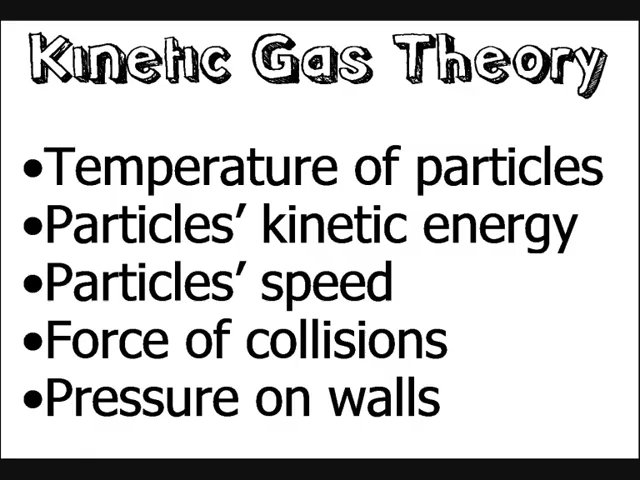 Kinetic Gas Theory
•Temperature of particles
•Particles’ kinetic energy
•Particles’ speed
•Force of collisions
•Pressure on walls